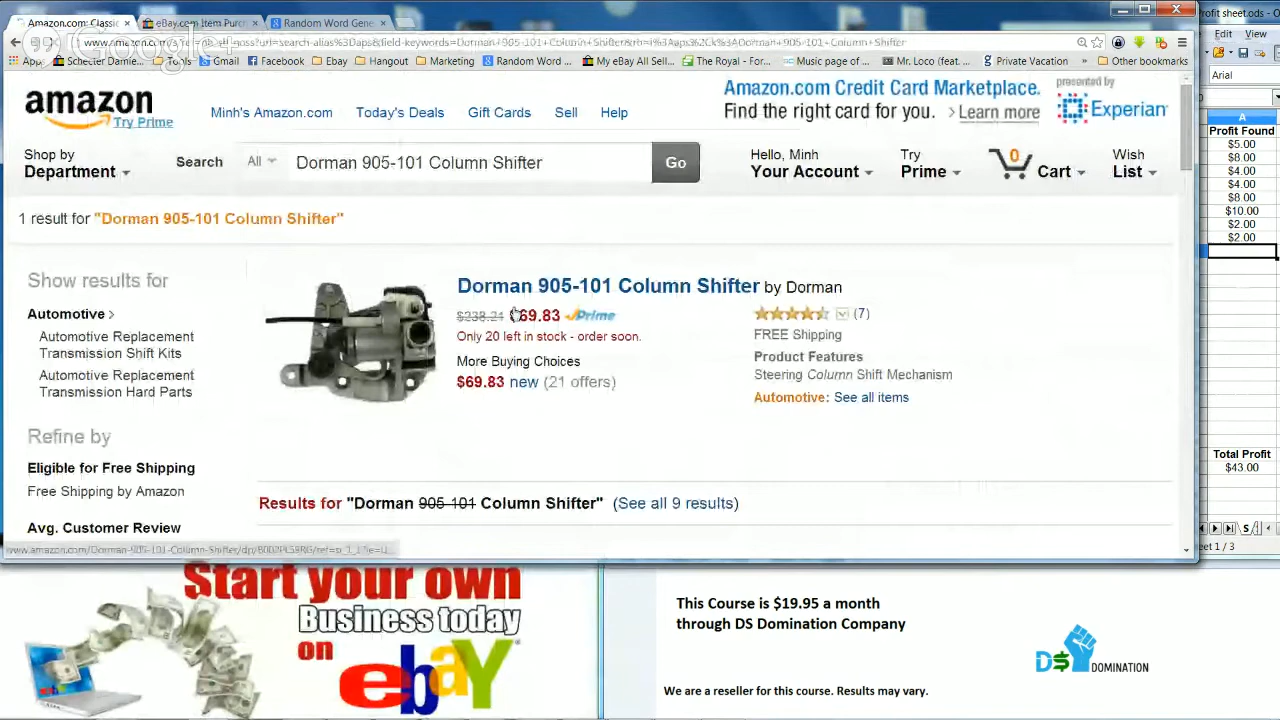 Amazon.com: Classic
eBay.com Item Purc
Random Word Gene
Profit sheet.ods - O
Google+
Edit View
Apps
Schecter Damie...
Toys
Gmail
Facebook
Ebay
Hangout
Marketing
Random Word ...
My eBay All Sell...
The Royal - For...
Music page of ...
Mr. Loco (feat. ...
Private Vestion
»
Other bookmarks
Arial
amazon
Try Prime
Minh's Amazon.com
Today's Deals
Gift Cards
Sell
Help
Amazon.com Credit Card Marketplace.
Find the right card for you. > Learn more
presented by
Experian
A
Profit Found
$5.00
$8.00
$4.00
$4.00
$8.00
$10.00
$2.00
$2.00
Shop by
Department
Search
All
Dorman 905-101 Column Shifter
Go
Hello, Minh
Your Account
Try
Prime
0
Cart
Wish
List
1 result for "Dorman 905-101 Column Shifter"
Show results for
Automotive >
Automotive Replacement
Transmission Shift Kits
Automotive Replacement
Transmission Hard Parts
Refine by
Eligible for Free Shipping
Free Shipping by Amazon
Avg. Customer Review
Dorman 905-101 Column Shifter by Dorman
$238.21 $69.83 Prime
Only 20 left in stock - order soon.
More Buying Choices
$69.83 new (21 offers)
(7)
FREE Shipping
Product Features
Steering Column Shift Mechanism
Automotive: See all items
Results for "Dorman 905-101 Column Shifter" (See all 9 results)
Total Profit
$43.00
eet 1 / 3
Start your own
Business today
on
ebay
This Course is $19.95 a month
through DS Domination Company
D$
DOMINATION
We are a reseller for this course. Results may vary.